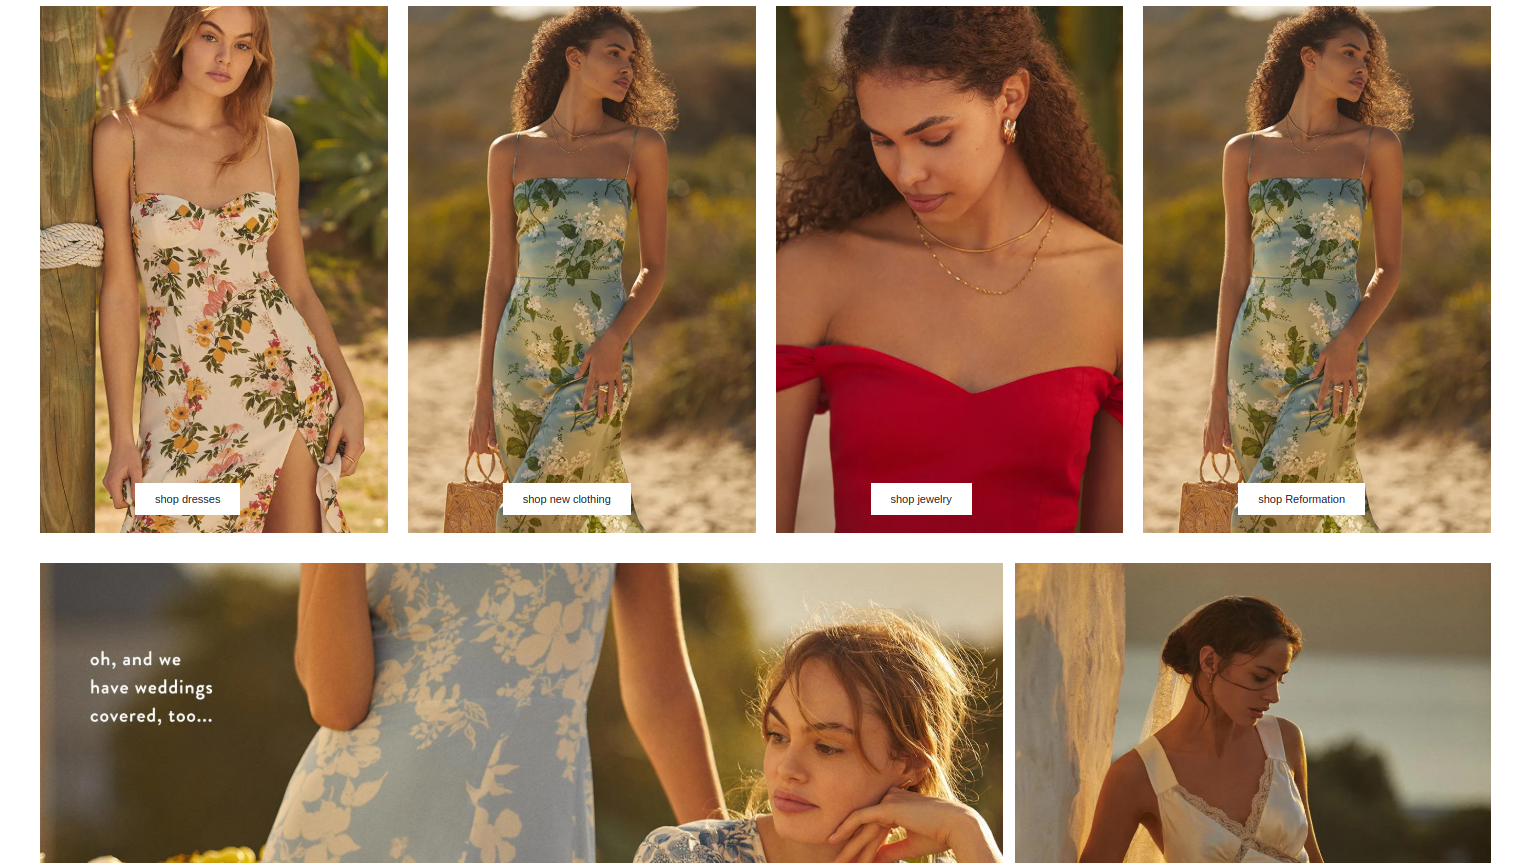 shop dresses
shop new clothing
shop jewelry
shop Reformation
oh, and we
have weddings
covered, too...